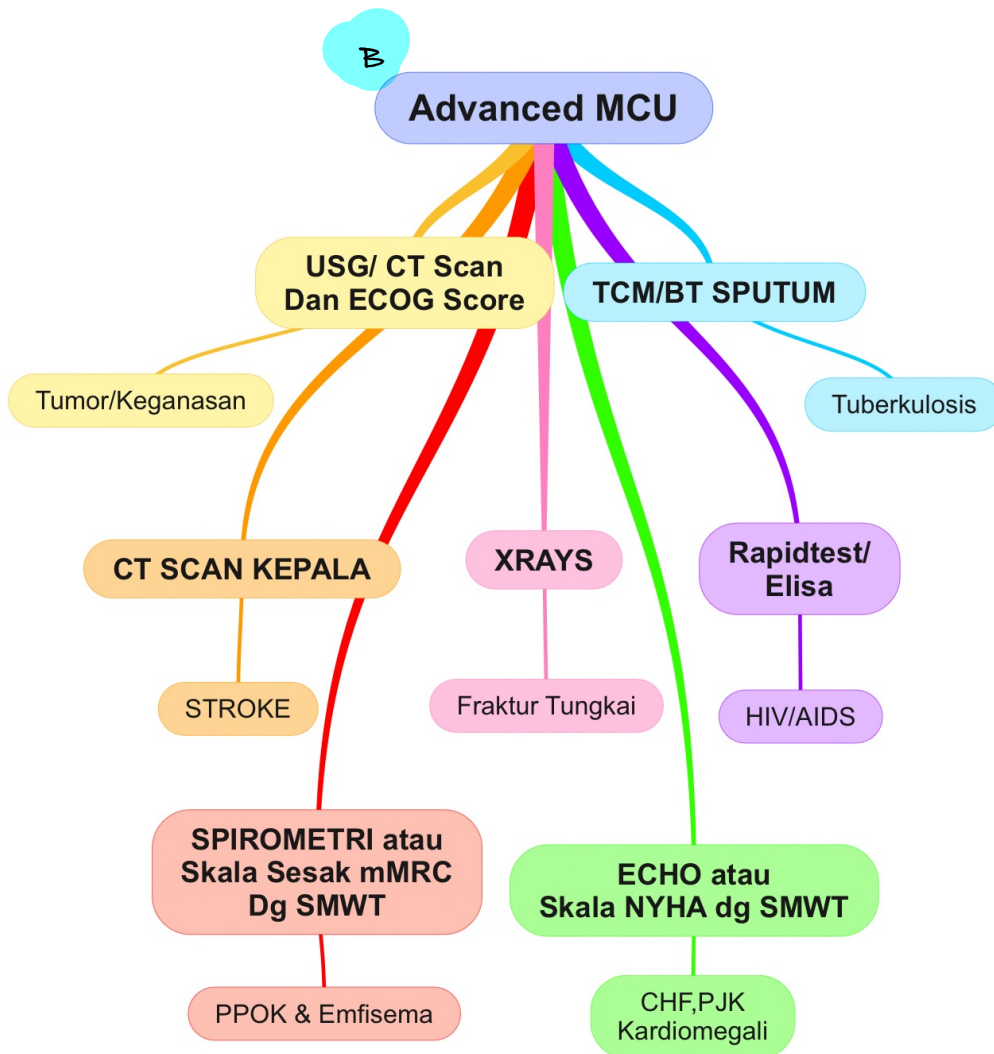 B
Advanced MCU
USG/ CT Scan
Dan ECOG Score
TCM/BT SPUTUM
Tumor/Keganasan
Tuberkulosis
CT SCAN KEPALA
XRAYS
Rapidtest/
Elisa
STROKE
Fraktur Tungkai
HIV/AIDS
SPIROMETRI atau
Skala Sesak mMRC
Dg SMWT
ECHO atau
Skala NYHA dg SMWT
PPOK & Emfisema
CHF,PJK
Kardiomegali